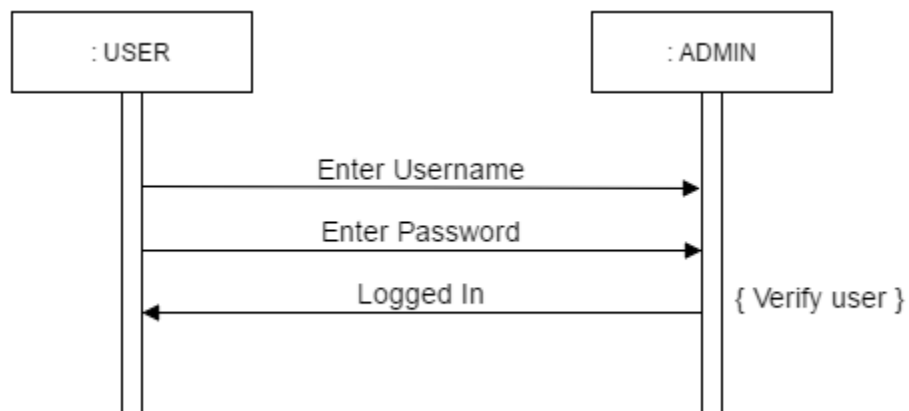 : USER
: ADMIN
Enter Username
Enter Password
Logged In
{ Verify user }